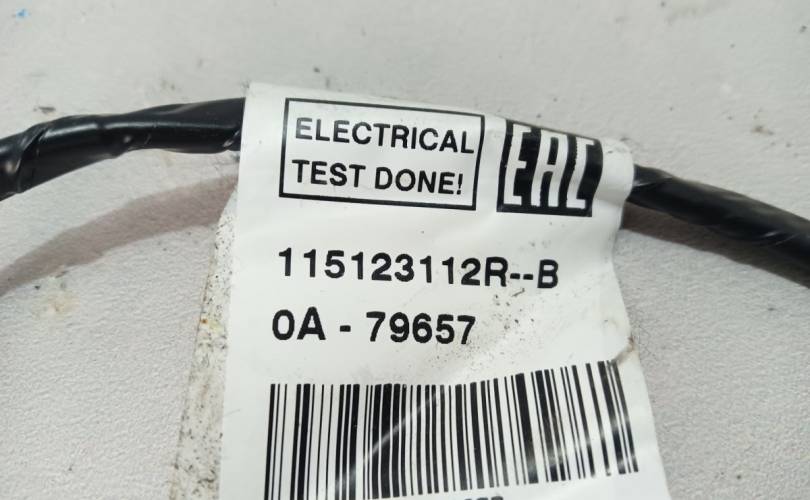 ELECTRICAL
TEST DONE!
EAC
115123112R--B
0A - 79657